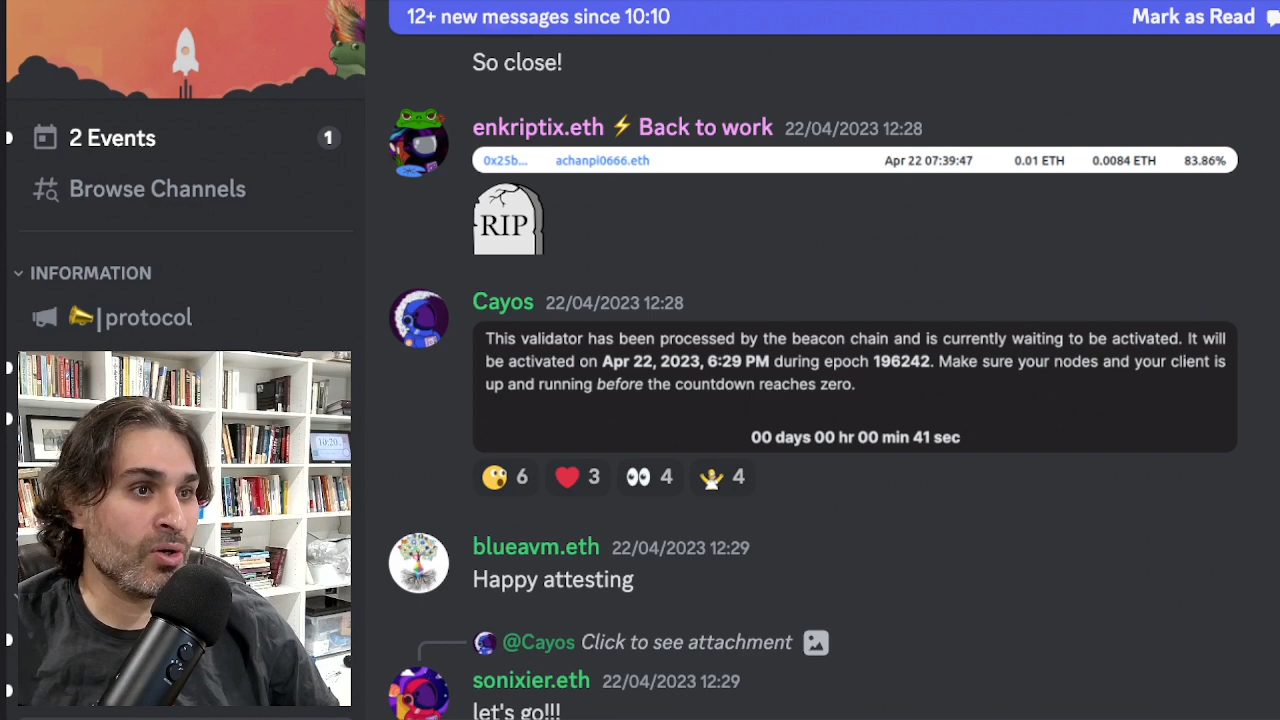 12+ new messages since 10:10
Mark as Read
So close!
2 Events
1
Browse Channels
INFORMATION
protocol
enkriptix.eth ⚡ Back to work 22/04/2023 12:28
0x25b... achanpi0666.eth Apr 22 07:39:47 0.01 ETH 0.0084 ETH 83.86%
RIP
Cayos 22/04/2023 12:28
This validator has been processed by the beacon chain and is currently waiting to be activated. It will
be activated on Apr 22, 2023, 6:29 PM during epoch 196242. Make sure your nodes and your client is
up and running before the countdown reaches zero.
00 days 00 hr 00 min 41 sec
6 3 4 4
blueavm.eth 22/04/2023 12:29
Happy attesting
@Cayos Click to see attachment
sonixier.eth 22/04/2023 12:29
let's go!!!
10:20